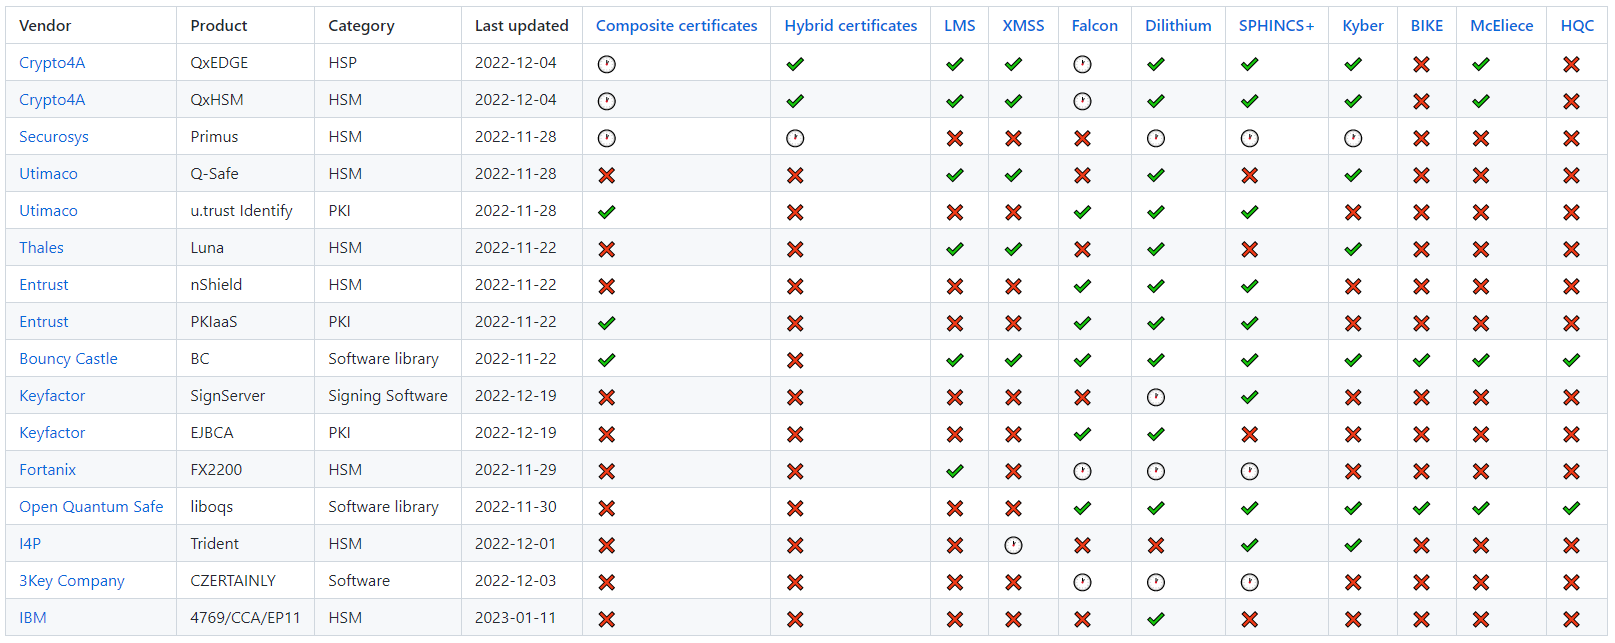 Vendor Product Category Last updated Composite certificates Hybrid certificates LMS XMSS Falcon Dilithium SPHINCS+ Kyber BIKE McEliece HQC
Crypto4A QxEDGE HSP 2022-12-04
Crypto4A QxHSM HSM 2022-12-04
Securosys Primus HSM 2022-11-28
Utimaco Q-Safe HSM 2022-11-28
Utimaco u.trust Identify PKI 2022-11-28
Thales Luna HSM 2022-11-22
Entrust nShield HSM 2022-11-22
Entrust PKIaaS PKI 2022-11-22
Bouncy Castle BC Software library 2022-11-22
Keyfactor SignServer Signing Software 2022-12-19
Keyfactor EJBCA PKI 2022-12-19
Fortanix FX2200 HSM 2022-11-29
Open Quantum Safe liboqs Software library 2022-11-30
I4P Trident HSM 2022-12-01
3Key Company CZERTAINLY Software 2022-12-03
IBM 4769/CCA/EP11 HSM 2023-01-11